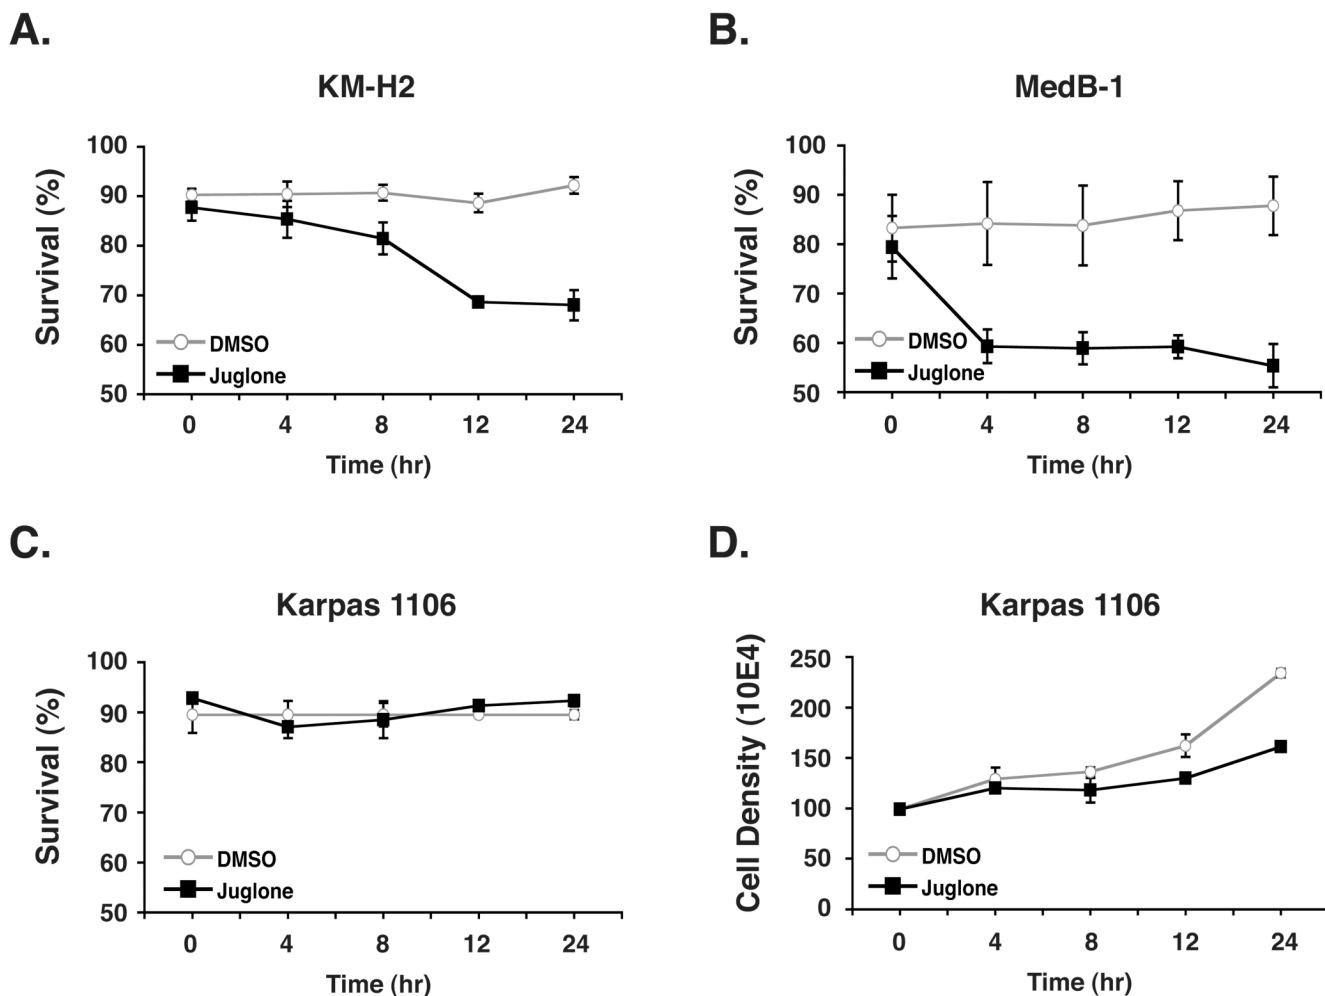 A.
KM-H2
Survival (%)
100
90
80
70
60
50
DMSO
Juglone
0 4 8 12 24
Time (hr)
B.
MedB-1
Survival (%)
100
90
80
70
60
50
DMSO
Juglone
0 4 8 12 24
Time (hr)
C.
Karpas 1106
Survival (%)
100
90
80
70
60
50
DMSO
Juglone
0 4 8 12 24
Time (hr)
D.
Karpas 1106
Cell Density (10E4)
250
200
150
100
50
0
DMSO
Juglone
0 4 8 12 24
Time (hr)